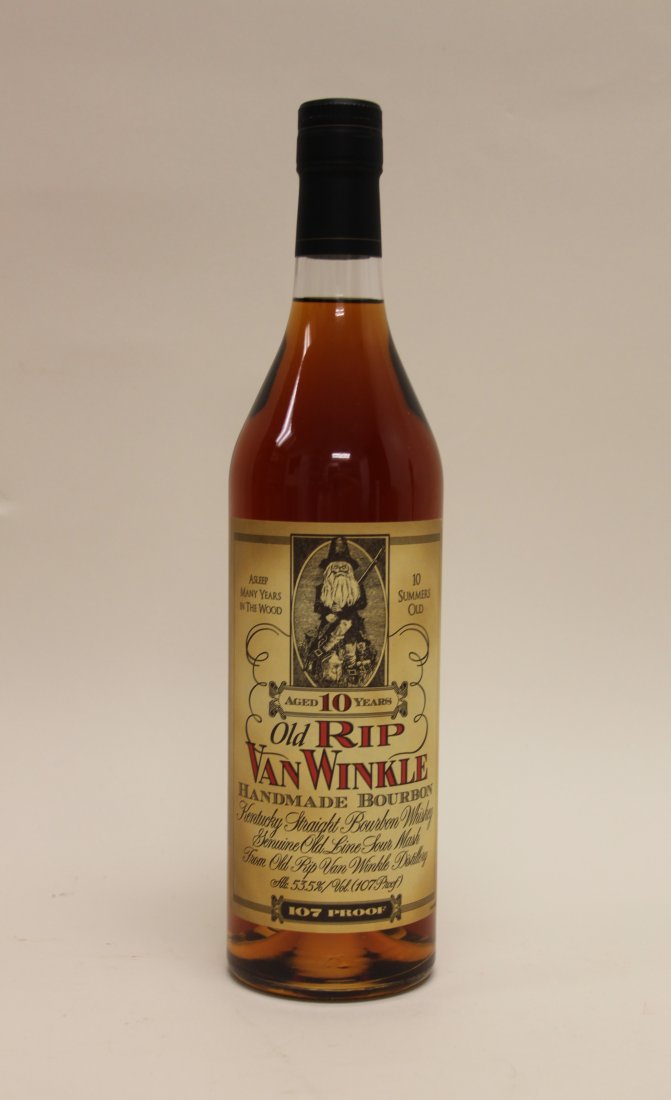 ASLEEP
MANY YEARS
IN THE WOOD
10
SUMMERS
OLD
AGED 10 YEARS
Old RIP
VAN WINKLE
HANDMADE BOURBON
Kentucky Straight Bourbon Whiskey
Genuine Old Line Sour Mash
From Old Rip Van Winkle Distillery
Alc. 53.5%/Vol. (107 Proof)
107 PROOF